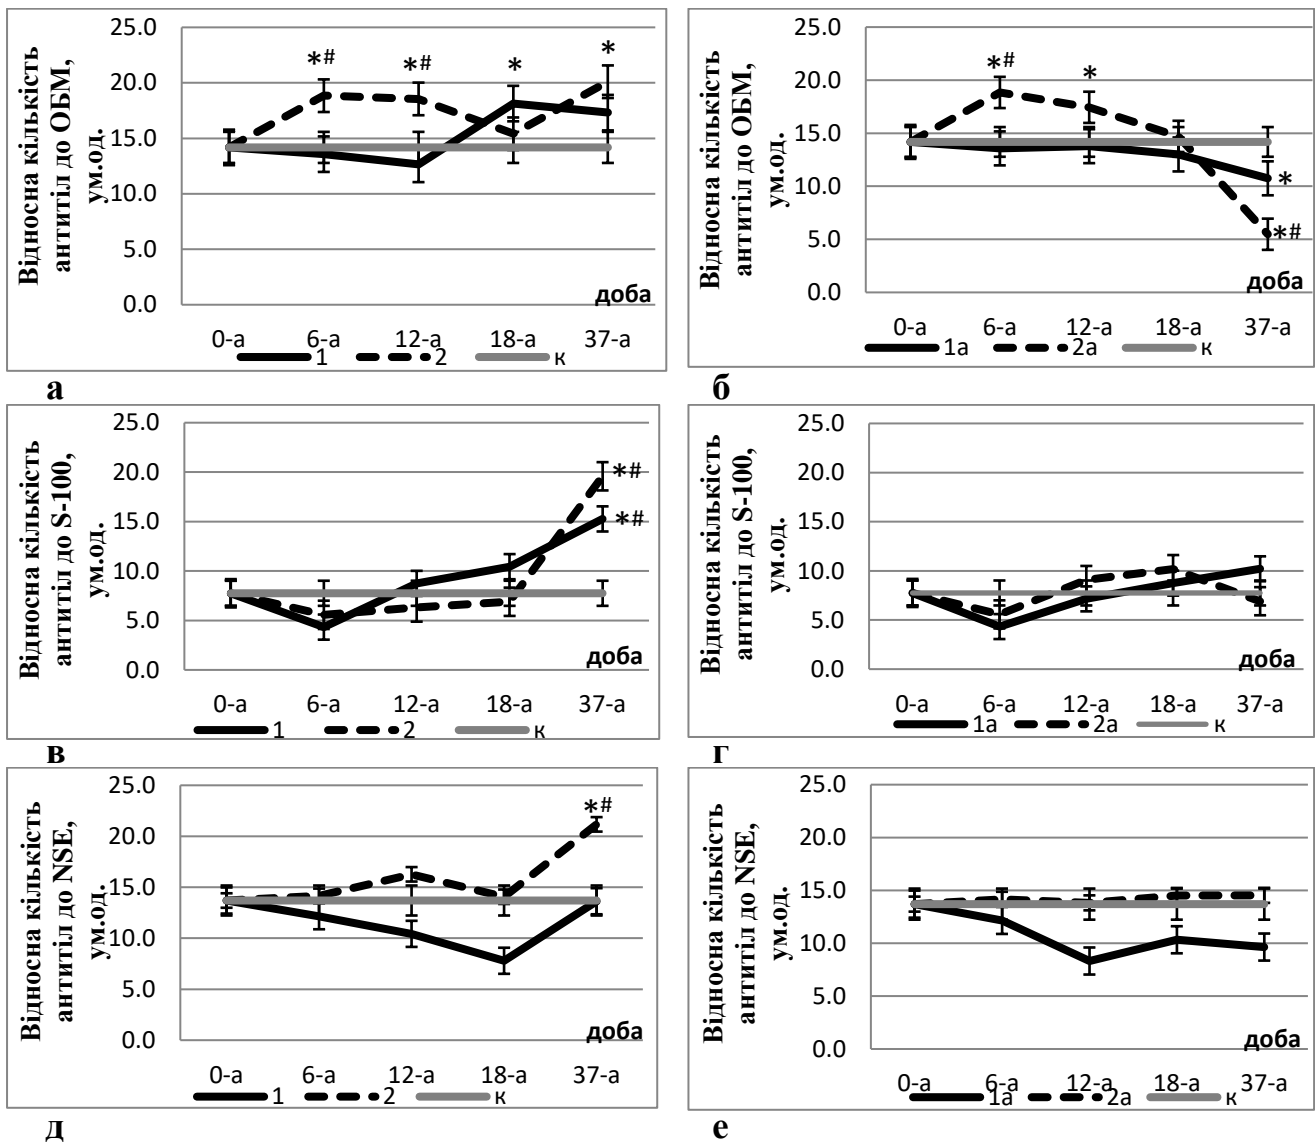 Відносна кількість
антитіл до ОБМ,
ум.од.
25.0
20.0
15.0
10.0
5.0
0.0
*#
*#
*
*
доба
0-а 6-а 12-а 18-а 37-а
1 2 к
а
Відносна кількість
антитіл до ОБМ,
ум.од.
25.0
20.0
15.0
10.0
5.0
0.0
*#
*
*
*#
доба
0-а 6-а 12-а 18-а 37-а
1а 2а к
б
Відносна кількість
антитіл до S-100,
ум.од.
25.0
20.0
15.0
10.0
5.0
0.0
*#
*#
доба
0-а 6-а 12-а 18-а 37-а
1 2 к
в
Відносна кількість
антитіл до S-100,
ум.од.
25.0
20.0
15.0
10.0
5.0
0.0
доба
0-а 6-а 12-а 18-а 37-а
1а 2а к
г
Відносна кількість
антитіл до NSE,
ум.од.
25.0
20.0
15.0
10.0
5.0
0.0
*#
доба
0-а 6-а 12-а 18-а 37-а
1 2 к
д
Відносна кількість
антитіл до NSE,
ум.од.
25.0
20.0
15.0
10.0
5.0
0.0
доба
0-а 6-а 12-а 18-а 37-а
1а 2а к
е